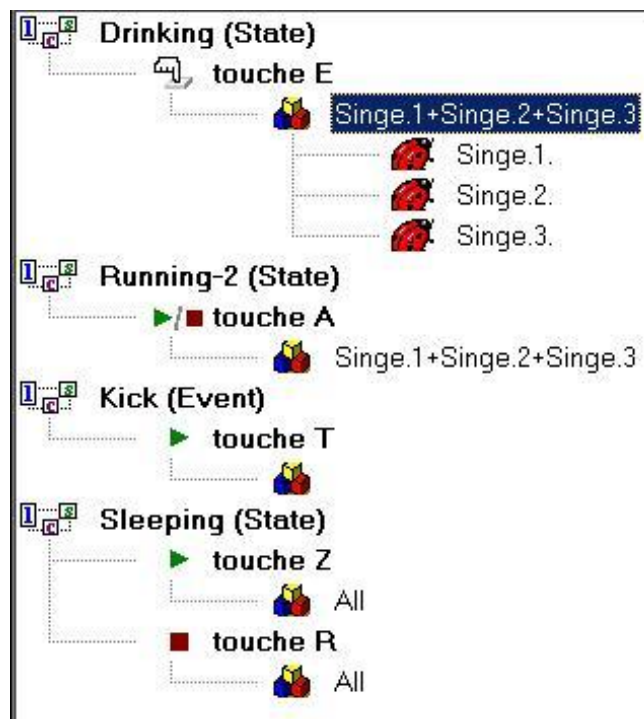 Drinking (State)
touche E
Singe.1+Singe.2+Singe.3
Singe.1.
Singe.2.
Singe.3.
Running-2 (State)
touche A
Singe.1+Singe.2+Singe.3
Kick (Event)
touche T
Sleeping (State)
touche Z
All
touche R
All